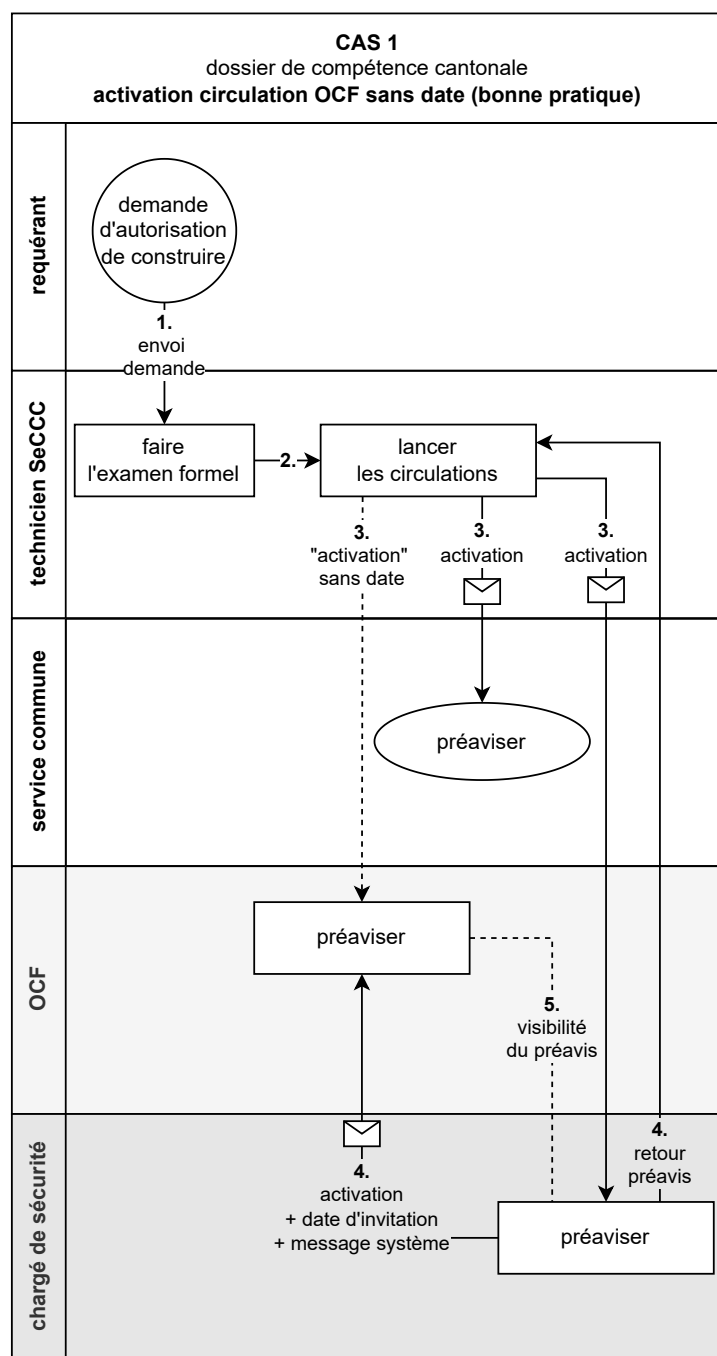 CAS 1
dossier de compétence cantonale
activation circulation OCF sans date (bonne pratique)
requérant
demande
d'autorisation
de construire
1.
envoi
demande
technicien SeCCC
faire
l'examen formel
2.
lancer
les circulations
3.
"activation"
sans date
3.
activation
3.
activation
service commune
préaviser
OCF
préaviser
5.
visibilité
du préavis
chargé de sécurité
4.
activation
+ date d'invitation
+ message système
4.
retour
préavis
préaviser